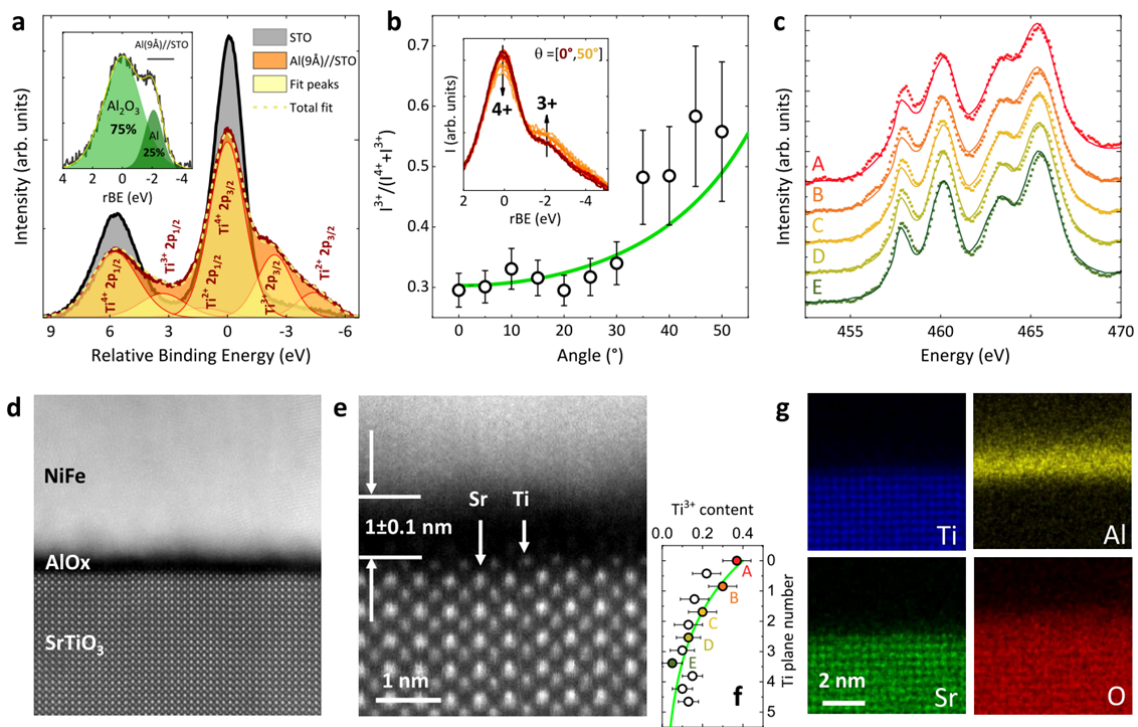 a
Al(9Å)//STO
Al₂O₃
75%
Al
25%
4 2 0 -2 -4
rBE (eV)
STO
Al(9Å)//STO
Fit peaks
Total fit
Ti⁴⁺ 2p₁/₂
Ti³⁺ 2p₁/₂
Ti²⁺ 2p₁/₂
Ti⁴⁺ 2p₃/₂
Ti³⁺ 2p₃/₂
Ti²⁺ 2p₃/₂
Intensity (arb. units)
9 6 3 0 -3 -6
Relative Binding Energy (eV)
b
I³⁺/(I⁴⁺+I³⁺)
0.7
0.6
0.5
0.4
0.3
θ =[0°,50°]
4+
3+
I (arb. units)
2 0 -2 -4
rBE (eV)
0 10 20 30 40 50
Angle (°)
c
Intensity (arb. units)
A
B
C
D
E
455 460 465 470
Energy (eV)
d
NiFe
AlOx
SrTiO₃
e
Sr Ti
1±0.1 nm
1 nm
Ti³⁺ content
0.0 0.2 0.4 0.6
0
1
2
3
4
5
Ti plane number
A
B
C
D
E
f
g
Ti
Al
Sr
2 nm
O